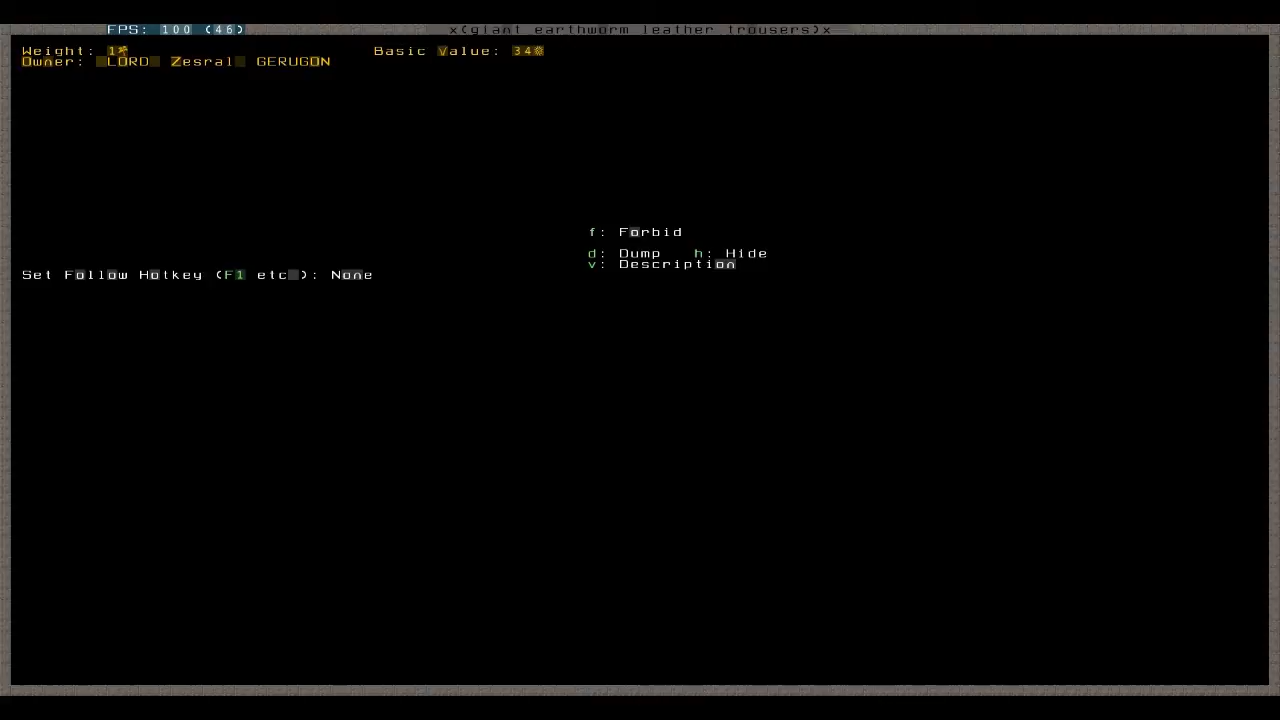 FPS: 100 (46) x(giant earthworm leather trousers)x
Weight: 1 Basic Value: 34☼
Owner: LORD Zesral GERUGON
f: Forbid
d: Dump h: Hide
v: Description
Set Follow Hotkey (F1 etc ): None